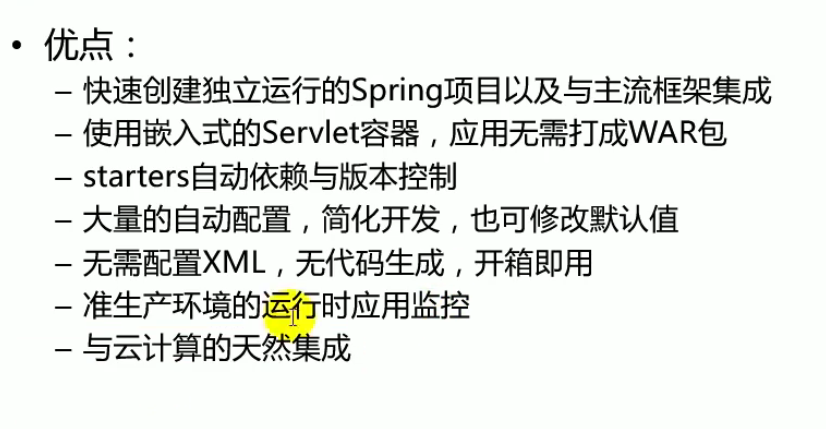 • 优点：
– 快速创建独立运行的Spring项目以及与主流框架集成
– 使用嵌入式的Servlet容器，应用无需打成WAR包
– starters自动依赖与版本控制
– 大量的自动配置，简化开发，也可修改默认值
– 无需配置XML，无代码生成，开箱即用
– 准生产环境的运行时应用监控
– 与云计算的天然集成